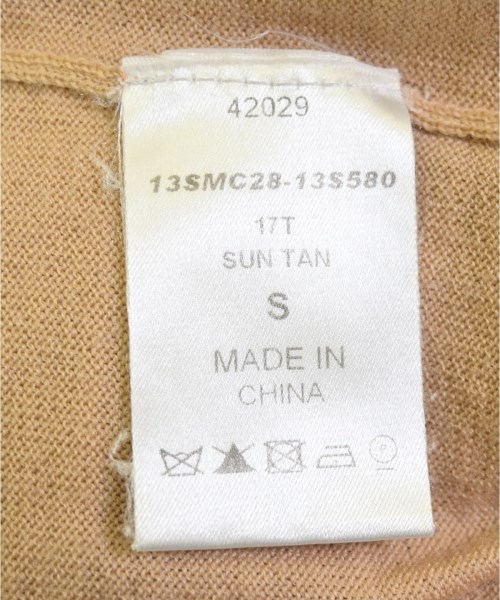 42029
13SMC28-13S580
17T
SUN TAN
S
MADE IN
CHINA